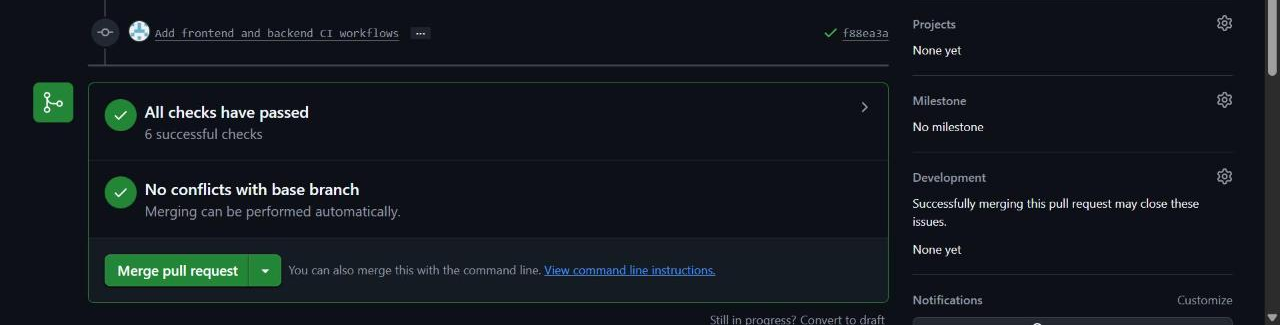 Add frontend and backend CI workflows ...
f88ea3a
All checks have passed
6 successful checks
No conflicts with base branch
Merging can be performed automatically.
Merge pull request
You can also merge this with the command line. View command line instructions.
Still in progress? Convert to draft
Projects
None yet
Milestone
No milestone
Development
Successfully merging this pull request may close these
issues.
None yet
Notifications
Customize